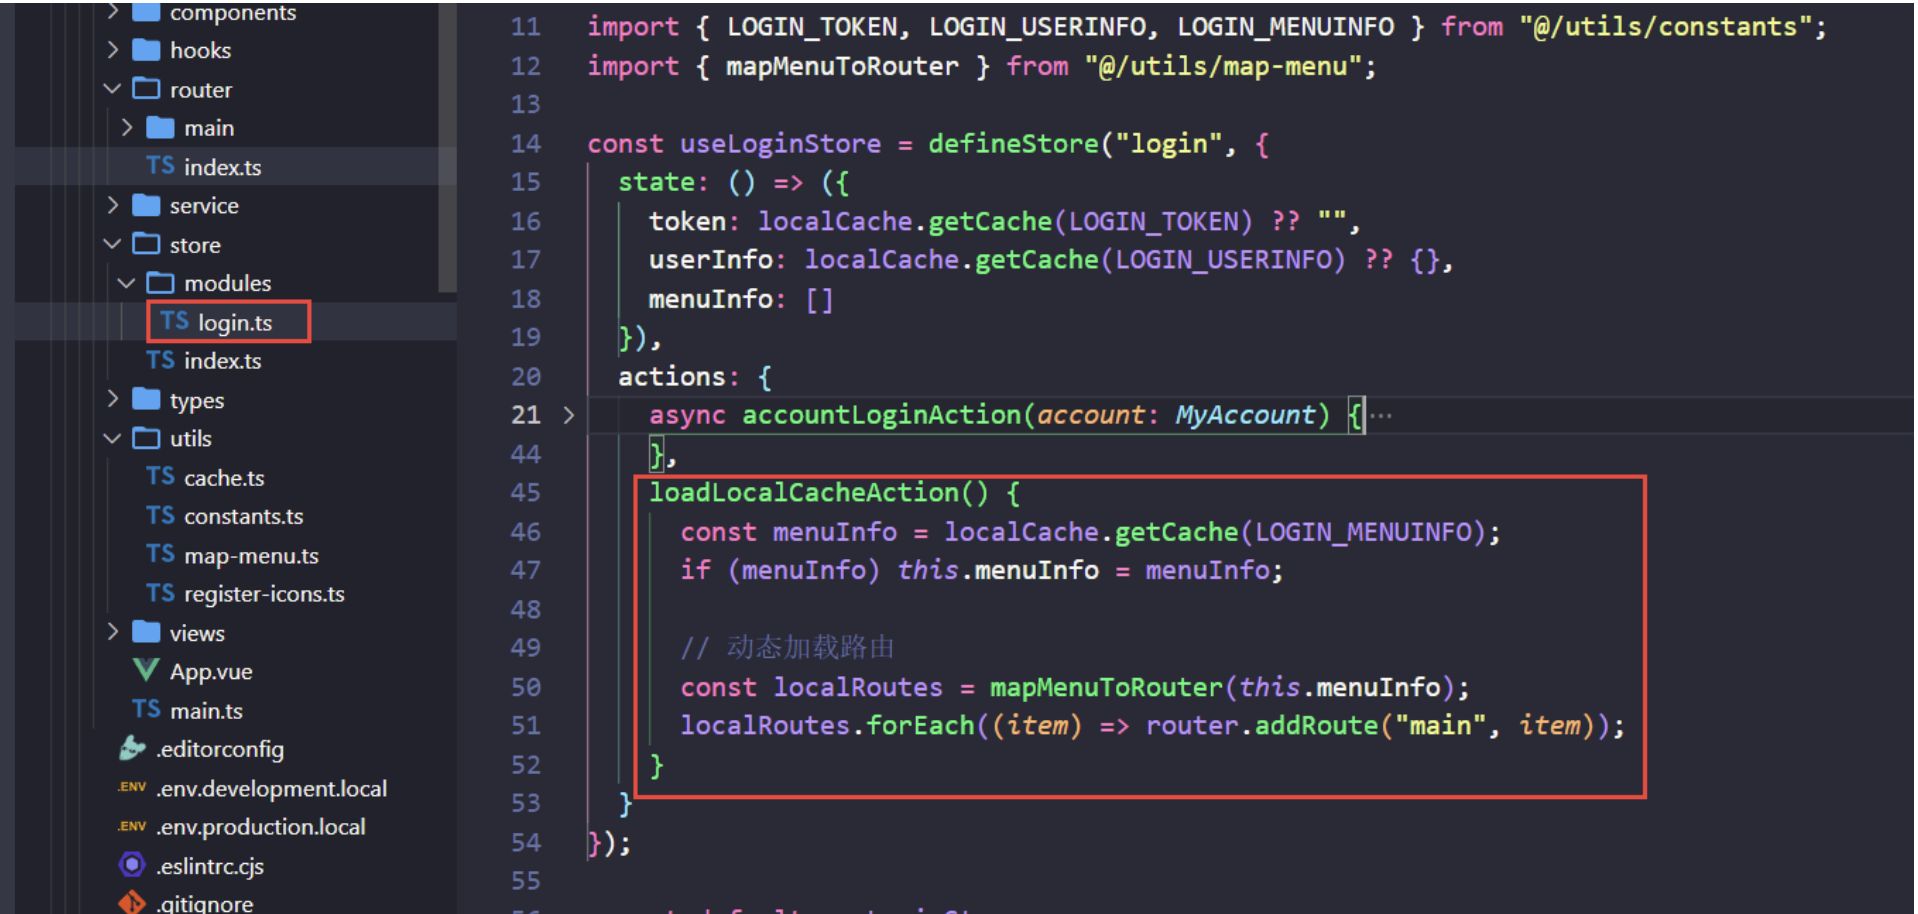 components
hooks
router
main
TS index.ts
service
store
modules
TS login.ts
TS index.ts
types
utils
TS cache.ts
TS constants.ts
TS map-menu.ts
TS register-icons.ts
views
App.vue
TS main.ts
.editorconfig
.ENV .env.development.local
.ENV .env.production.local
.eslintrc.cjs
.gitignore
11 import { LOGIN_TOKEN, LOGIN_USERINFO, LOGIN_MENUINFO } from "@/utils/constants";
12 import { mapMenuToRouter } from "@/utils/map-menu";
13
14 const useLoginStore = defineStore("login", {
15 state: () => ({
16 token: localCache.getCache(LOGIN_TOKEN) ?? "",
17 userInfo: localCache.getCache(LOGIN_USERINFO) ?? {},
18 menuInfo: []
19 }),
20 actions: {
21 async accountLoginAction(account: MyAccount) {···
44 },
45 loadLocalCacheAction() {
46 const menuInfo = localCache.getCache(LOGIN_MENUINFO);
47 if (menuInfo) this.menuInfo = menuInfo;
48
49 // 动态加载路由
50 const localRoutes = mapMenuToRouter(this.menuInfo);
51 localRoutes.forEach((item) => router.addRoute("main", item));
52 }
53 }
54 });
55